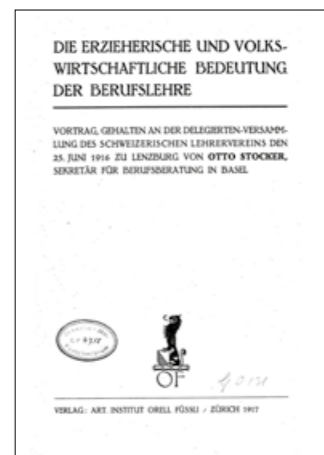 DIE ERZIEHERISCHE UND VOLKS-
WIRTSCHAFTLICHE BEDEUTUNG
DER BERUFSLEHRE
VORTRAG, GEHALTEN AN DER DELEGIERTEN-VERSAMM-
LUNG DES SCHWEIZERISCHEN LEHRERVEREINS DEN
25. JUNI 1916 ZU LENZBURG VON OTTO STOCKER,
SEKRETÄR FÜR BERUFSBERATUNG IN BASEL
OF
VERLAG: ART. INSTITUT ORELL FÜSSLI / ZÜRICH 1917